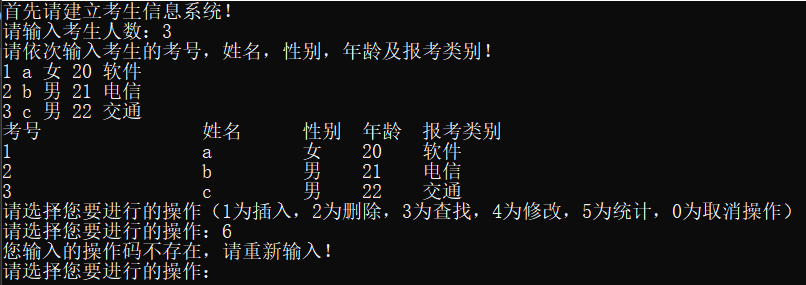 首先请建立考生信息系统！
请输入考生人数：3
请依次输入考生的考号，姓名，性别，年龄及报考类别！
1 a 女 20 软件
2 b 男 21 电信
3 c 男 22 交通
考号 姓名 性别 年龄 报考类别
1 a 女 20 软件
2 b 男 21 电信
3 c 男 22 交通
请选择您要进行的操作（1为插入，2为删除，3为查找，4为修改，5为统计，0为取消操作）
请选择您要进行的操作：6
您输入的操作码不存在，请重新输入！
请选择您要进行的操作：